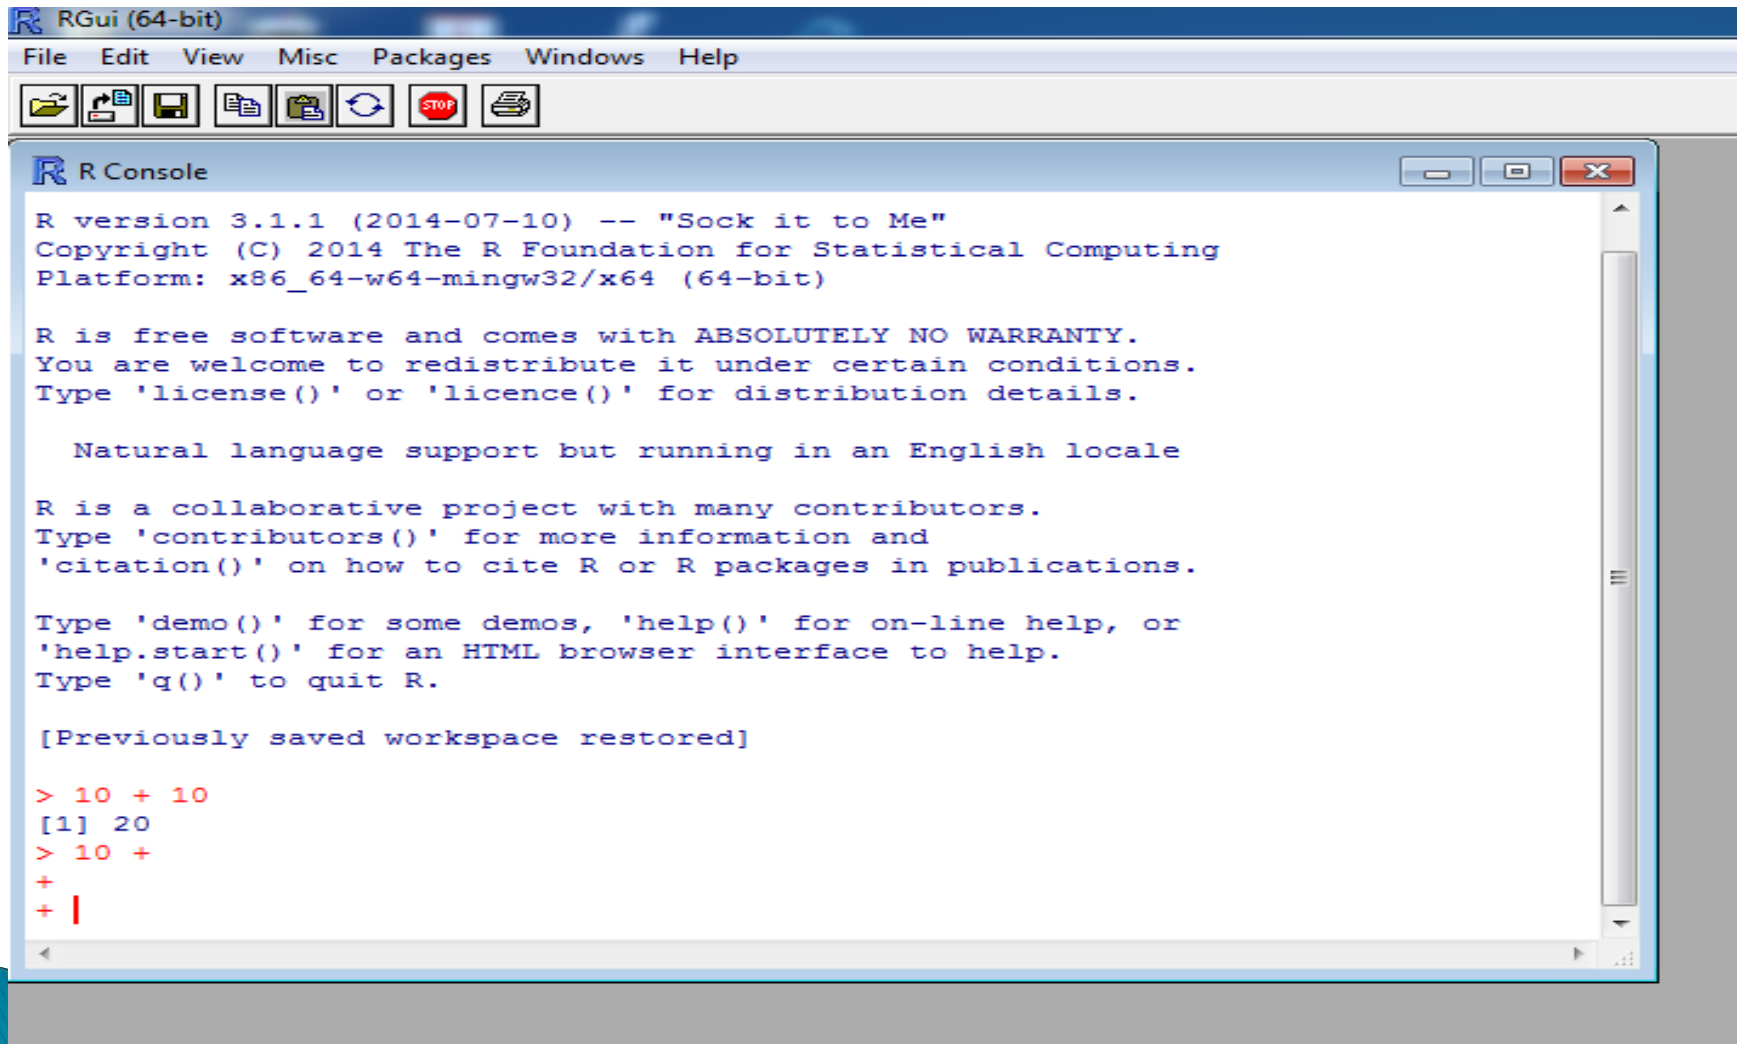 RGui (64-bit)
File Edit View Misc Packages Windows Help
STOP
R Console
R version 3.1.1 (2014-07-10) -- "Sock it to Me"
Copyright (C) 2014 The R Foundation for Statistical Computing
Platform: x86_64-w64-mingw32/x64 (64-bit)
R is free software and comes with ABSOLUTELY NO WARRANTY.
You are welcome to redistribute it under certain conditions.
Type 'license()' or 'licence()' for distribution details.
Natural language support but running in an English locale
R is a collaborative project with many contributors.
Type 'contributors()' for more information and
'citation()' on how to cite R or R packages in publications.
Type 'demo()' for some demos, 'help()' for on-line help, or
'help.start()' for an HTML browser interface to help.
Type 'q()' to quit R.
[Previously saved workspace restored]
> 10 + 10
[1] 20
> 10 +
+
+